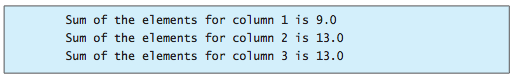 Sum of the elements for column 1 is 9.0
Sum of the elements for column 2 is 13.0
Sum of the elements for column 3 is 13.0